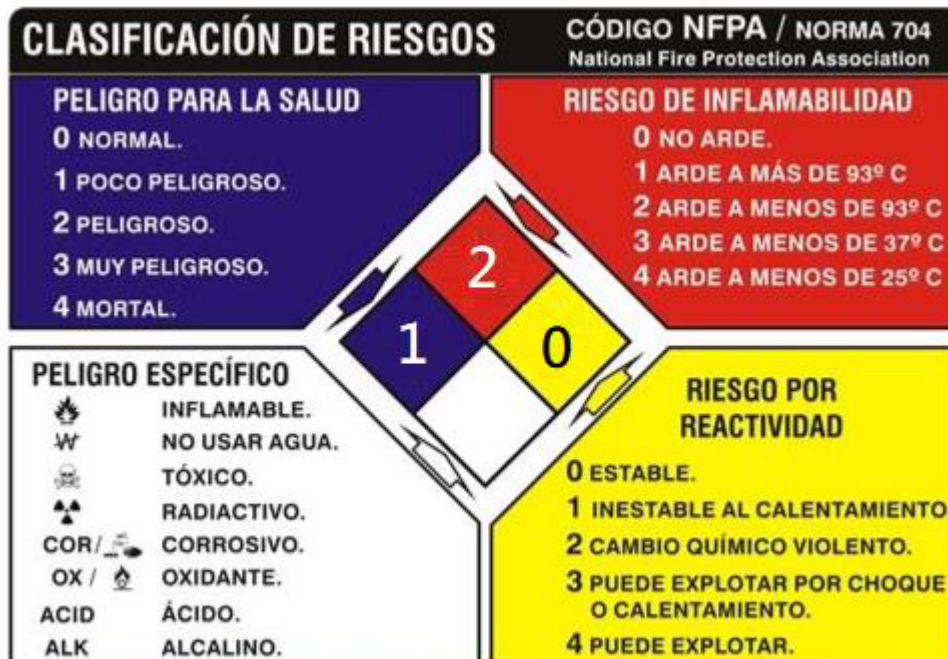 CLASIFICACIÓN DE RIESGOS
CÓDIGO NFPA / NORMA 704
National Fire Protection Association
PELIGRO PARA LA SALUD
0 NORMAL.
1 POCO PELIGROSO.
2 PELIGROSO.
3 MUY PELIGROSO.
4 MORTAL.
RIESGO DE INFLAMABILIDAD
0 NO ARDE.
1 ARDE A MÁS DE 93º C
2 ARDE A MENOS DE 93º C
3 ARDE A MENOS DE 37º C
4 ARDE A MENOS DE 25º C
2
1
0
PELIGRO ESPECÍFICO
INFLAMABLE.
W NO USAR AGUA.
TÓXICO.
RADIACTIVO.
COR/ CORROSIVO.
OX / OXIDANTE.
ACID ÁCIDO.
ALK ALCALINO.
RIESGO POR
REACTIVIDAD
0 ESTABLE.
1 INESTABLE AL CALENTAMIENTO
2 CAMBIO QUÍMICO VIOLENTO.
3 PUEDE EXPLOTAR POR CHOQUE
O CALENTAMIENTO.
4 PUEDE EXPLOTAR.